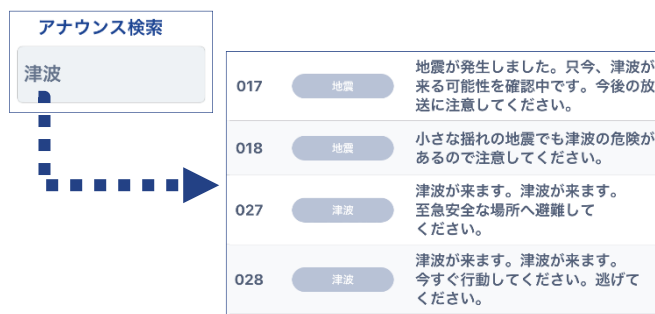 アナウンス検索
津波
017
地震
地震が発生しました。只今、津波が
来る可能性を確認中です。今後の放
送に注意してください。
018
地震
小さな揺れの地震でも津波の危険が
あるので注意してください。
027
津波
津波が来ます。津波が来ます。
至急安全な場所へ避難して
ください。
028
津波
津波が来ます。津波が来ます。
今すぐ行動してください。逃げて
ください。